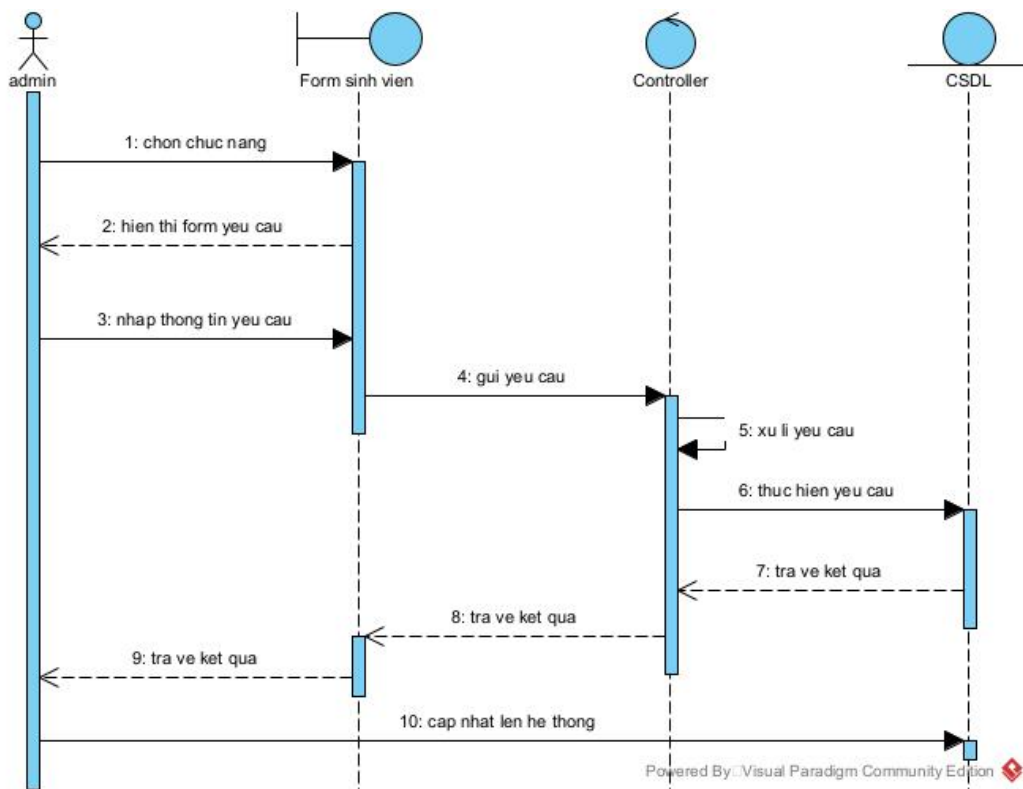 admin
Form sinh vien
Controller
CSDL
1: chon chuc nang
2: hien thi form yeu cau
3: nhap thong tin yeu cau
4: gui yeu cau
5: xu li yeu cau
6: thuc hien yeu cau
7: tra ve ket qua
8: tra ve ket qua
9: tra ve ket qua
10: cap nhat len he thong
Powered By Visual Paradigm Community Edition